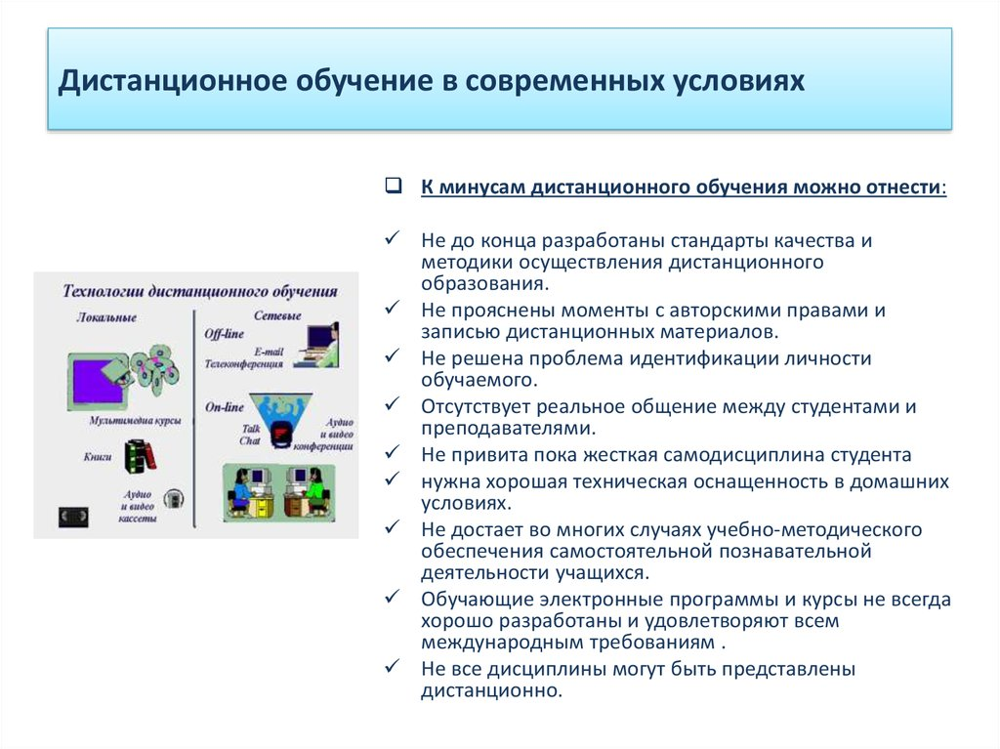 Дистанционное обучение в современных условиях
К минусам дистанционного обучения можно отнести:
Не до конца разработаны стандарты качества и
методики осуществления дистанционного
образования.
Не прояснены моменты с авторскими правами и
записью дистанционных материалов.
Не решена проблема идентификации личности
обучаемого.
Отсутствует реальное общение между студентами и
преподавателями.
Не привита пока жесткая самодисциплина студента
нужна хорошая техническая оснащенность в домашних
условиях.
Не достает во многих случаях учебно-методического
обеспечения самостоятельной познавательной
деятельности учащихся.
Обучающие электронные программы и курсы не всегда
хорошо разработаны и удовлетворяют всем
международным требованиям .
Не все дисциплины могут быть представлены
дистанционно.
Технологии дистанционного обучения
Локальные
Мультимедиа курсы
Книги
Аудио
и видео
кассеты
Сетевые
Off-line
E-mail
Телеконференция
On-line
Talk
Chat
Аудио
и видео
конференции